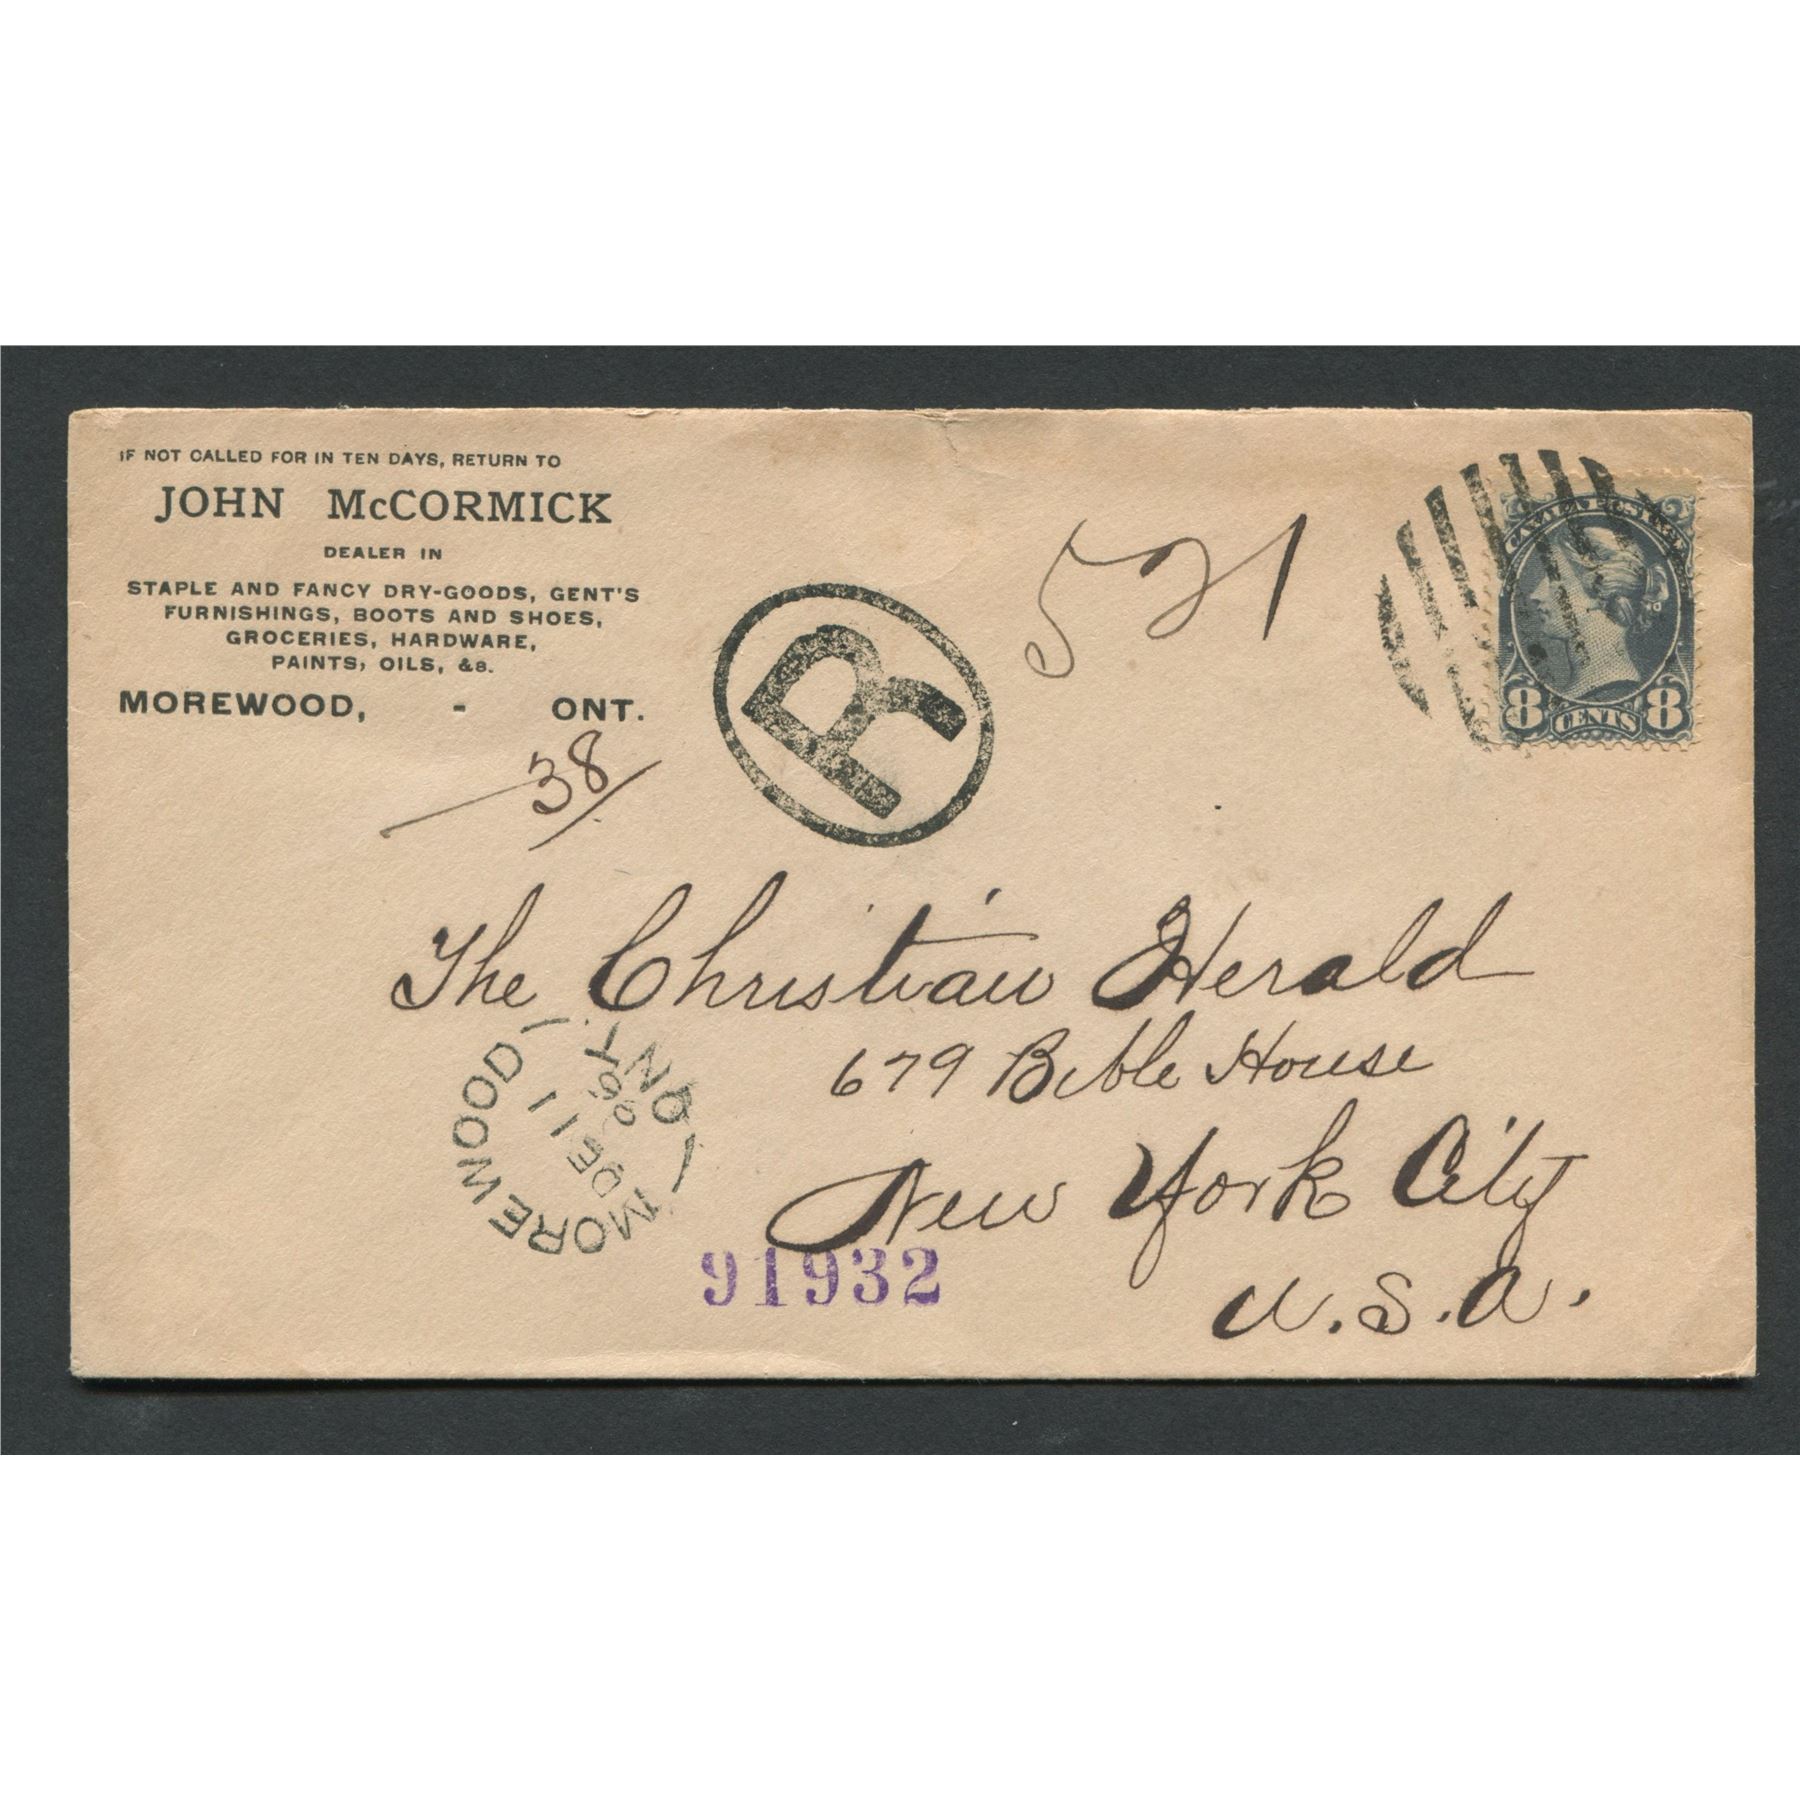 IF NOT CALLED FOR IN TEN DAYS, RETURN TO
JOHN McCORMICK
DEALER IN
STAPLE AND FANCY DRY-GOODS, GENT'S
FURNISHINGS, BOOTS AND SHOES,
GROCERIES, HARDWARE,
PAINTS, OILS, &c.
MOREWOOD, - ONT.
38
R
521
CANADA POSTAGE
8 CENTS 8
The Christian Herald
679 Bible House
New York City
U.S.A.
MOREWOOD ONT
DE 11
91932